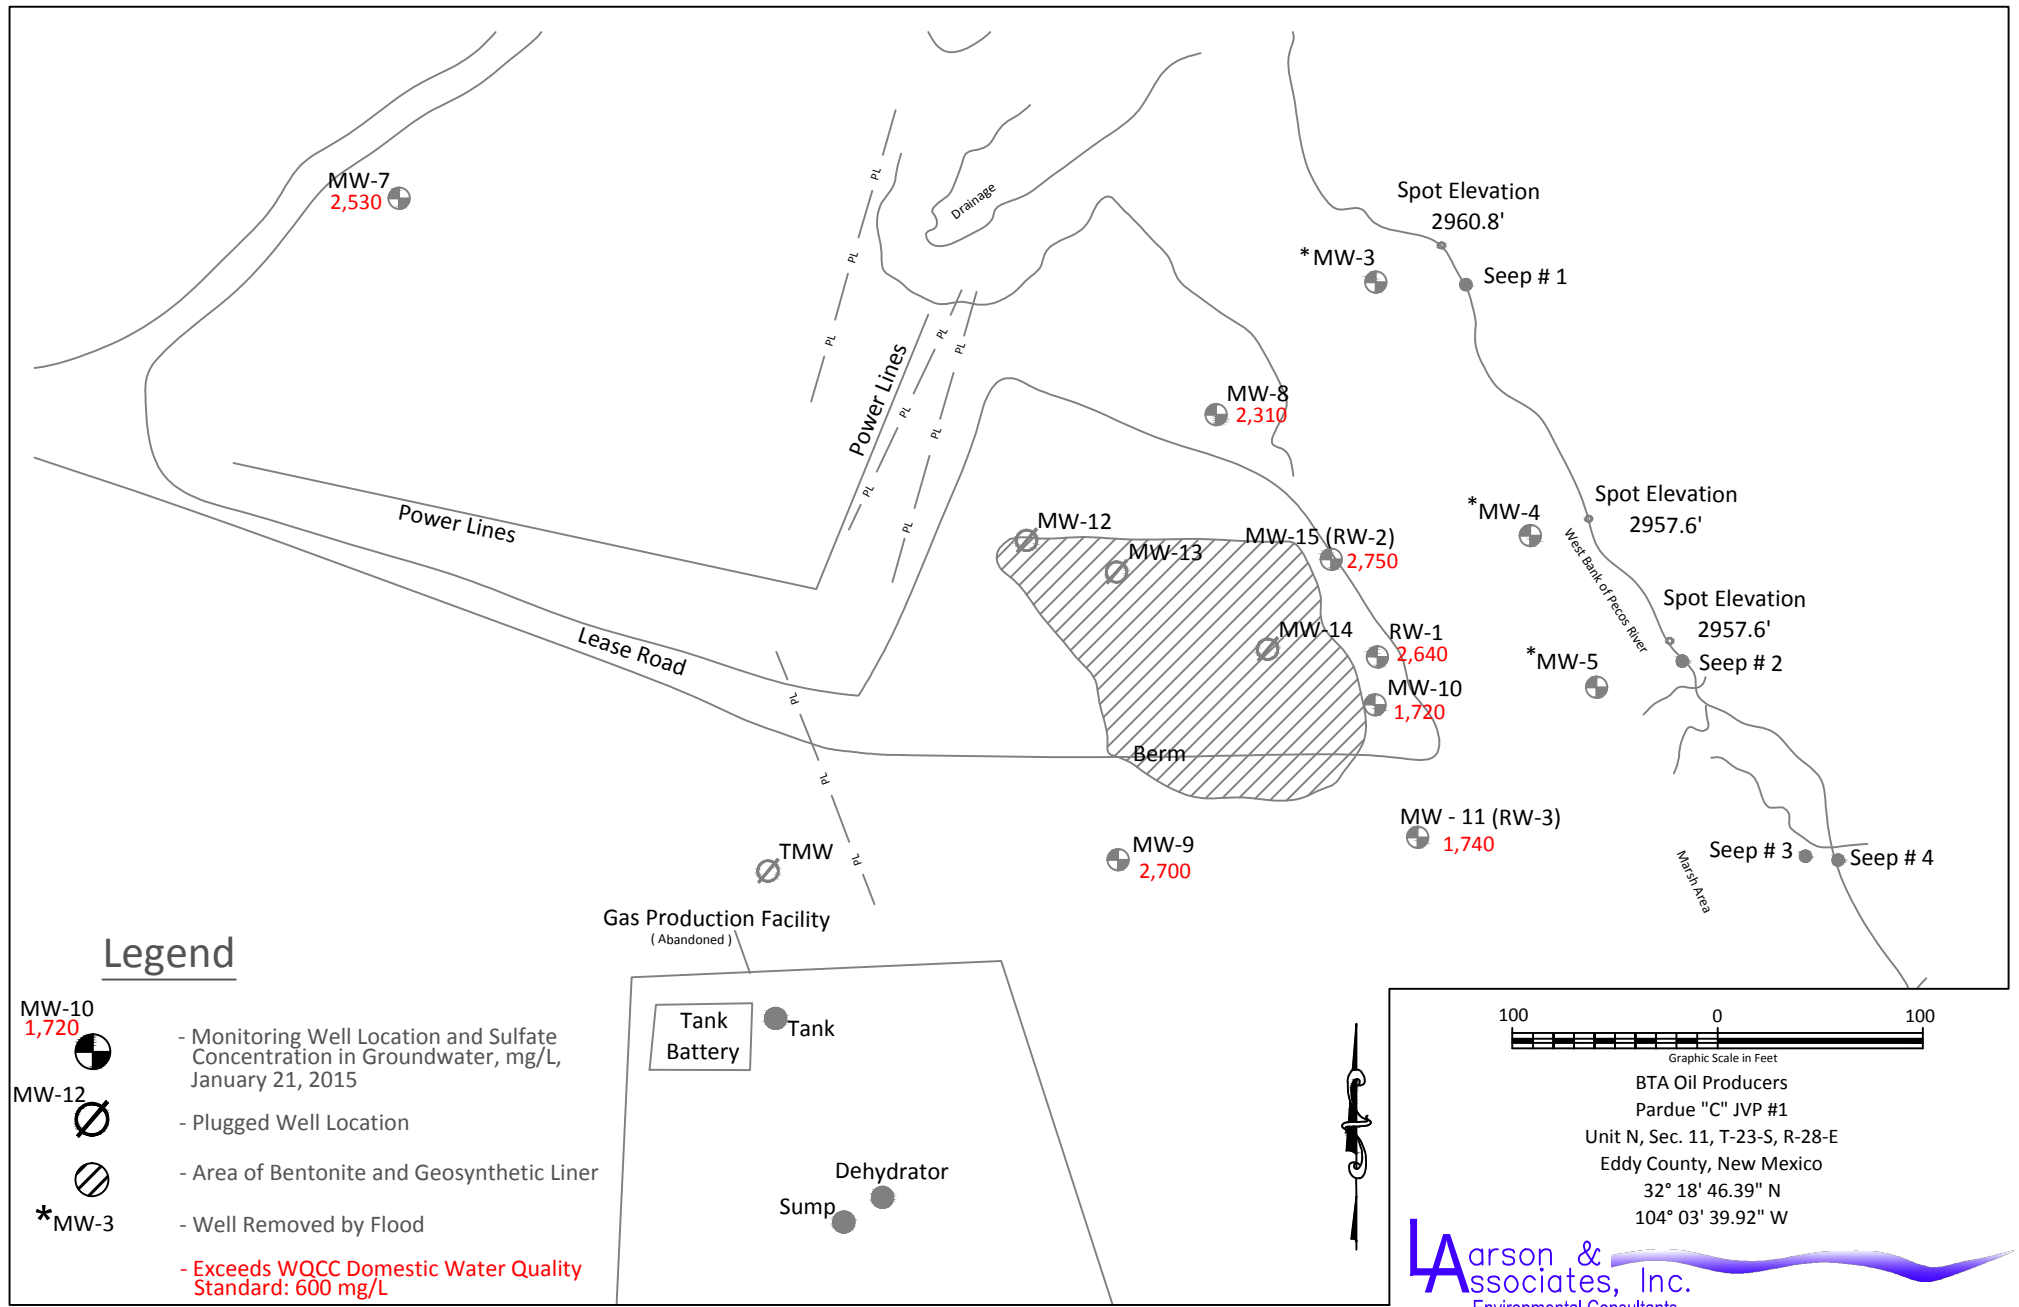 MW-7
2,530
PL
PL
PL
Drainage
Spot Elevation
2960.8'
*MW-3
Seep # 1
Power Lines
PL
PL
PL
PL
PL
PL
MW-8
2,310
Power Lines
MW-12
MW-13
MW-15 (RW-2)
2,750
*MW-4
Spot Elevation
2957.6'
West Bank of Pecos River
Spot Elevation
2957.6'
Lease Road
MW-14
RW-1
2,640
*MW-5
Seep # 2
MW-10
1,720
PL
Berm
PL
MW - 11 (RW-3)
1,740
TMW
PL
MW-9
2,700
Seep # 3
Seep # 4
Marsh Area
Gas Production Facility
( Abandoned )
Tank
Battery
Tank
Dehydrator
Sump
Legend
MW-10
1,720
- Monitoring Well Location and Sulfate
Concentration in Groundwater, mg/L,
January 21, 2015
MW-12
- Plugged Well Location
- Area of Bentonite and Geosynthetic Liner
*MW-3
- Well Removed by Flood
- Exceeds WQCC Domestic Water Quality
Standard: 600 mg/L
100 0 100
Graphic Scale in Feet
BTA Oil Producers
Pardue "C" JVP #1
Unit N, Sec. 11, T-23-S, R-28-E
Eddy County, New Mexico
32° 18' 46.39" N
104° 03' 39.92" W
Larson &
Associates, Inc.
Environmental Consultants